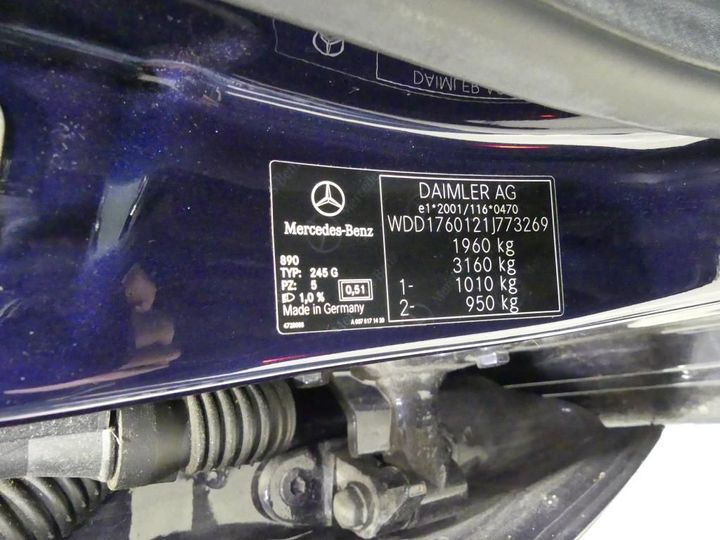 Mercedes-Benz
890
TYP: 245 G
PZ: 5
1,0 % 0,51
Made in Germany
DAIMLER AG
e1*2001/116*0470
WDD1760121J773269
1960 kg
3160 kg
1- 1010 kg
2- 950 kg
DAIMLER